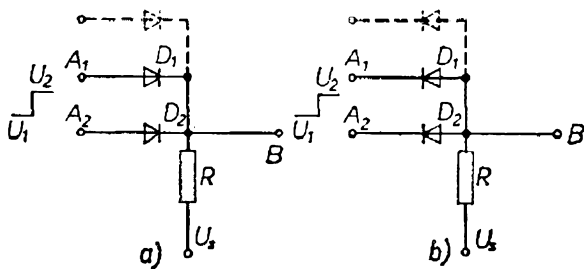 U₂ A₁ D₁
U₁ A₂ D₂
B
R
Uₛ
a)
U₂ A₁ D₁
U₁ A₂ D₂
B
R
Uₛ
b)